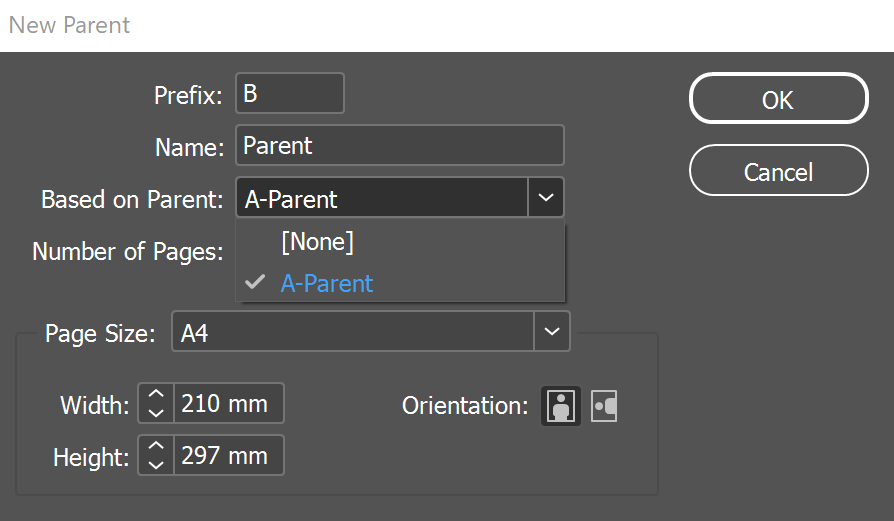 New Parent
Prefix: B
OK
Name: Parent
Cancel
Based on Parent: A-Parent
[None]
Number of Pages:
A-Parent
Page Size: A4
Width: 210 mm
Orientation:
Height: 297 mm